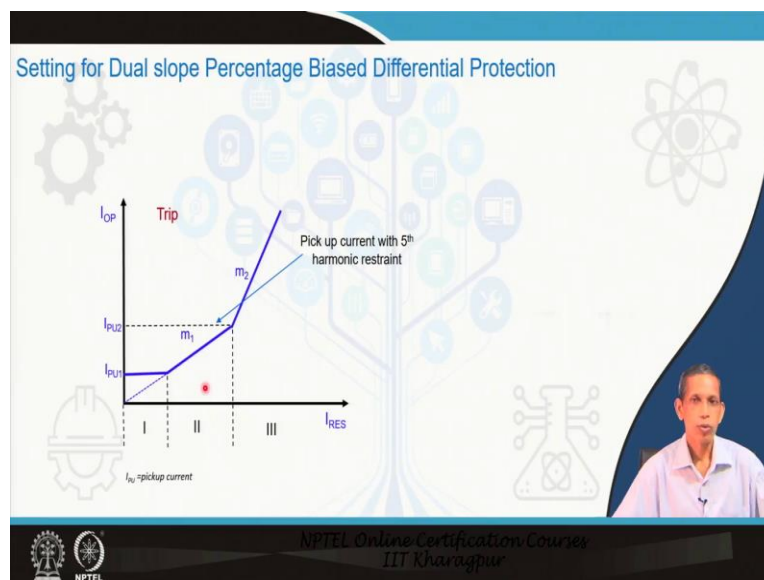 Setting for Dual slope Percentage Biased Differential Protection
I_OP
Trip
Pick up current with 5th
harmonic restraint
m2
I_PU2
m1
I_PU1
I
II
III
I_RES
I_PU =pickup current
NPTEL Online Certification Courses
IIT Kharagpur
NPTEL